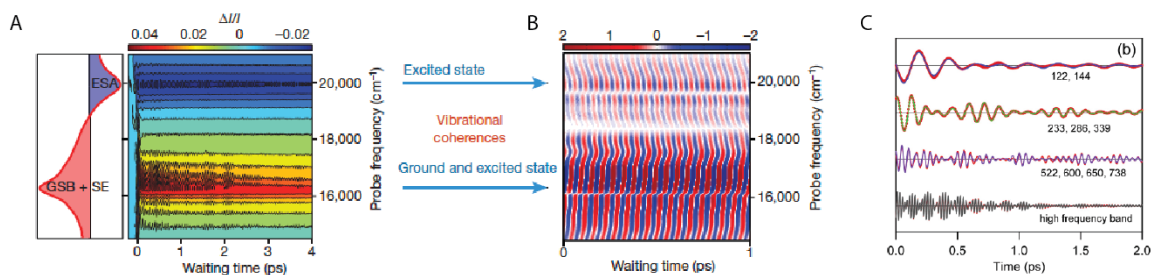 A
ΔI/I
0.04 0.02 0 −0.02
ESA
GSB + SE
20,000
18,000
16,000
Probe frequency (cm⁻¹)
0 1 2 3 4
Waiting time (ps)
Excited state
Vibrational
coherences
Ground and excited state
B
2 1 0 −1 −2
20,000
18,000
16,000
Probe frequency (cm⁻¹)
0 1
Waiting time (ps)
C
(b)
122, 144
233, 286, 339
522, 600, 650, 738
high frequency band
0.0 0.5 1.0 1.5 2.0
Time (ps)